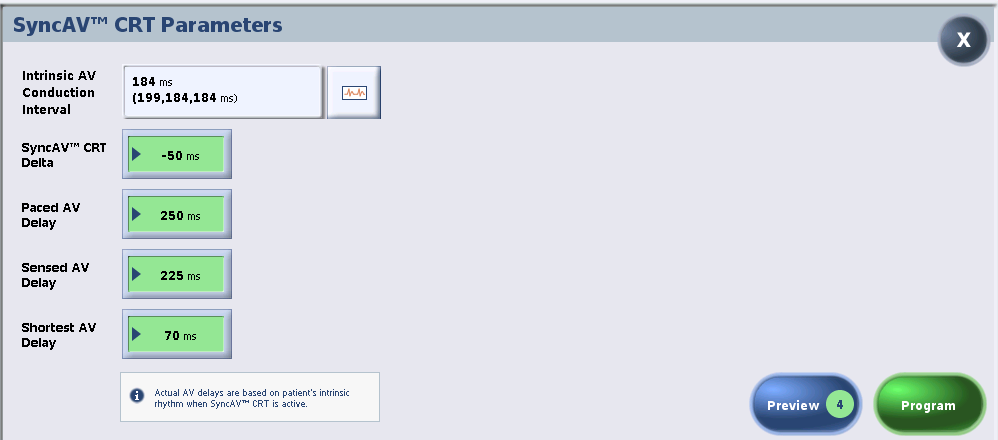 SyncAV™ CRT Parameters
X
Intrinsic AV
Conduction
Interval
184 ms
(199,184,184 ms)
SyncAV™ CRT
Delta
-50 ms
Paced AV
Delay
250 ms
Sensed AV
Delay
225 ms
Shortest AV
Delay
70 ms
i
Actual AV delays are based on patient's intrinsic
rhythm when SyncAV™ CRT is active.
Preview 4
Program